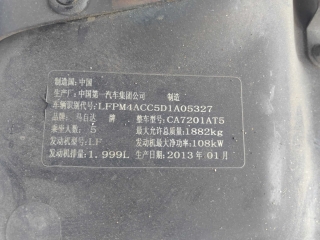 制造国:中国
生产厂:中国第一汽车集团公司 制造
车辆识别代号:LFPM4ACC5D1A05327
品牌:马自达 牌 整车型号:CA7201AT5
乘坐人数:5 最大允许总质量:1882kg
发动机型号:LF 发动机最大净功率:108kW
发动机排量:1.999L 生产日期:2013年01月